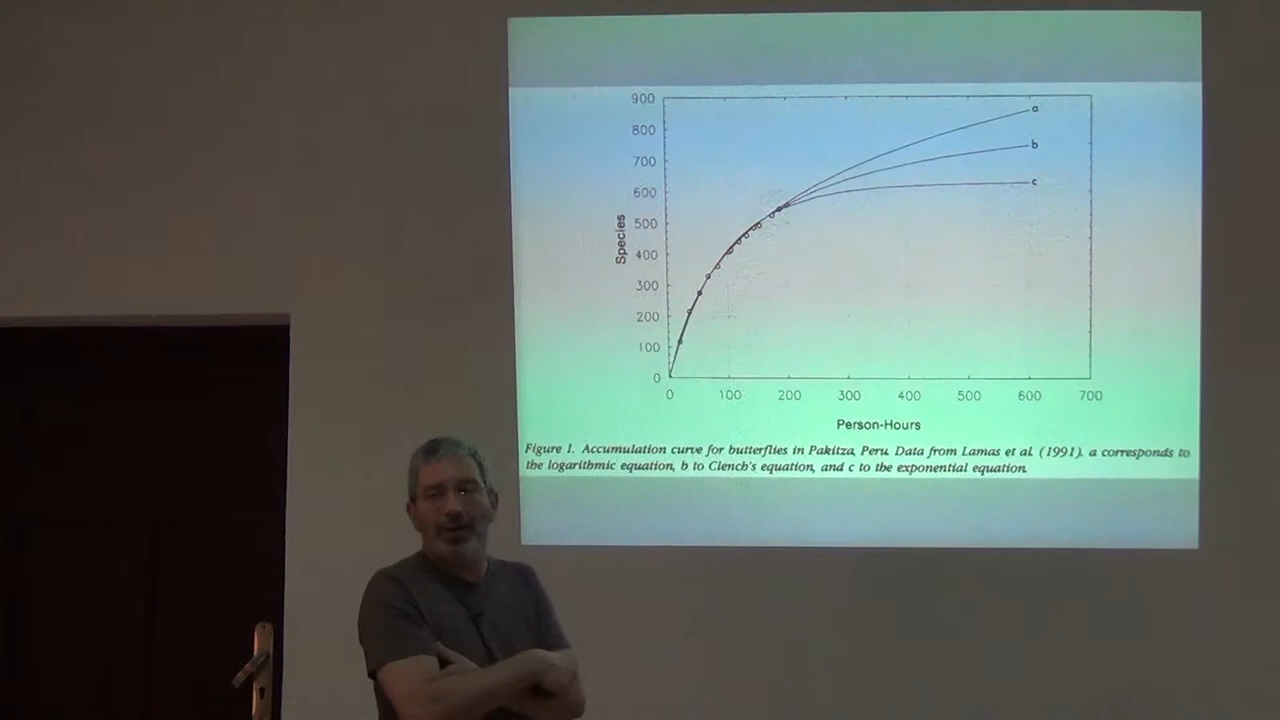 900
800
700
600
500
400
300
200
100
0
Species
a
b
c
0 100 200 300 400 500 600 700
Person-Hours
Figure 1. Accumulation curve for butterflies in Pakitza, Peru. Data from Lamas et al. (1991). a corresponds to
the logarithmic equation, b to Clench's equation, and c to the exponential equation.